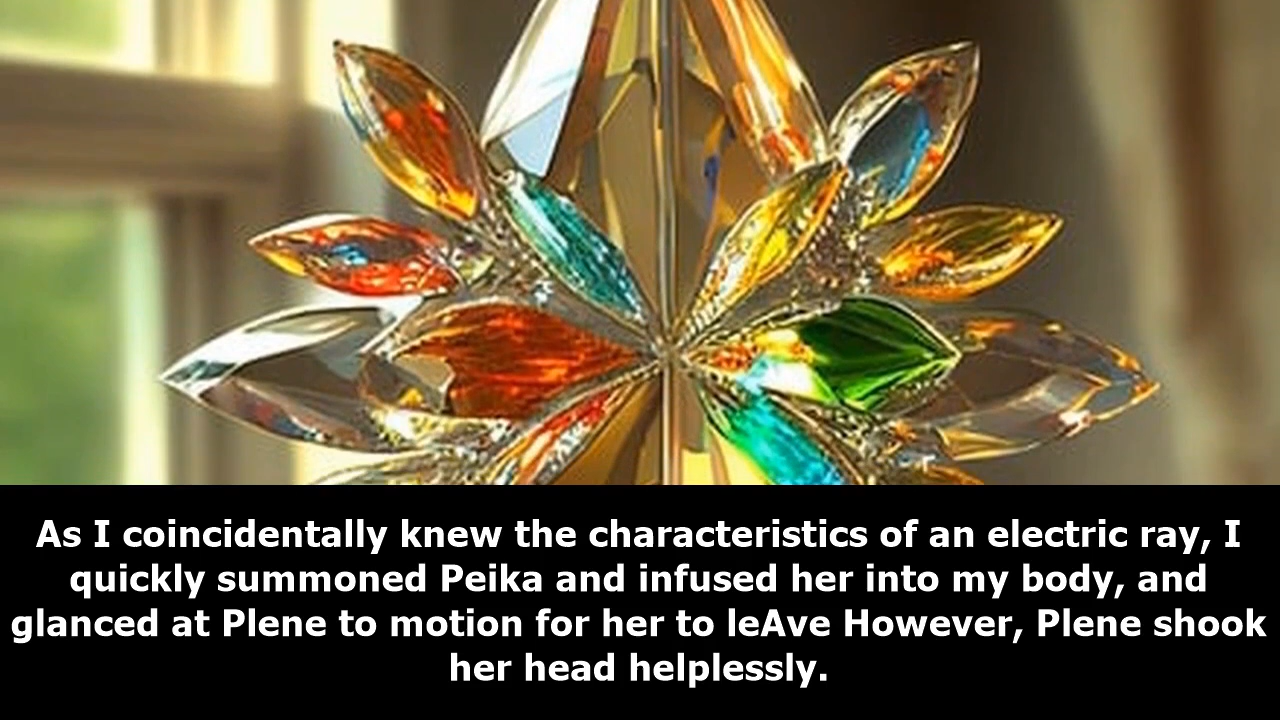 As I coincidentally knew the characteristics of an electric ray, I
quickly summoned Peika and infused her into my body, and
glanced at Plene to motion for her to leAve However, Plene shook
her head helplessly.